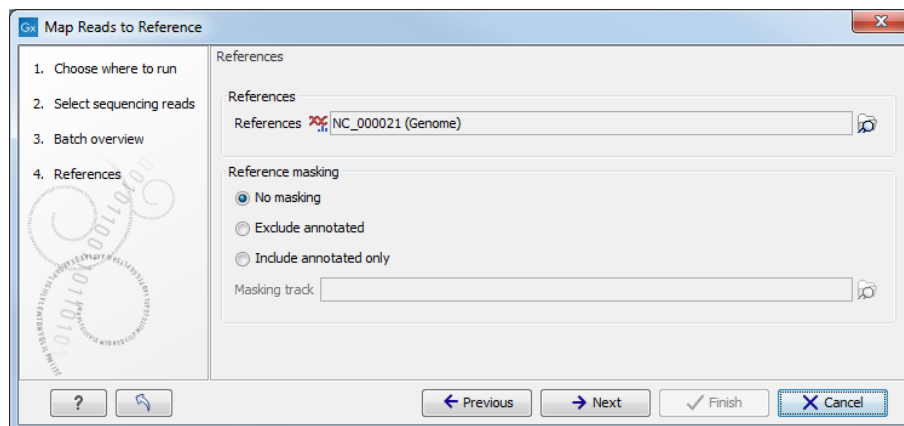 Gx Map Reads to Reference
1. Choose where to run
2. Select sequencing reads
3. Batch overview
4. References
References
References
References NC_000021 (Genome)
Reference masking
No masking
Exclude annotated
Include annotated only
Masking track
?
Previous
Next
Finish
Cancel